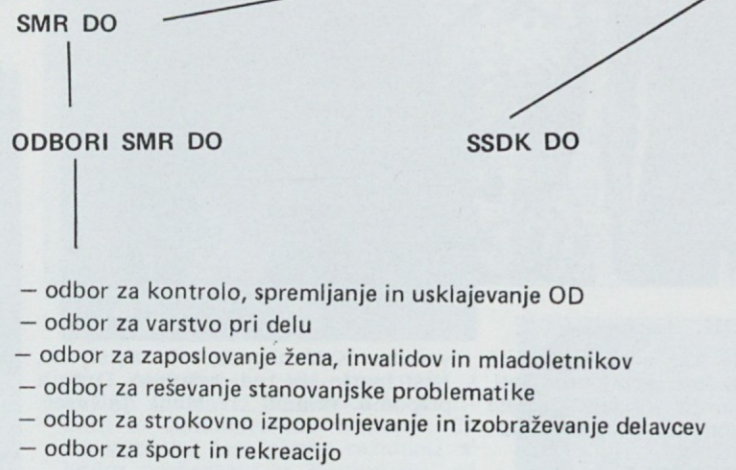 SMR DO
ODBORI SMR DO
SSDK DO
— odbor za kontrolo, spremljanje in usklajevanje OD
— odbor za varstvo pri delu
— odbor za zaposlovanje žena, invalidov in mladoletnikov
— odbor za reševanje stanovanjske problematike
— odbor za strokovno izpopolnjevanje in izobraževanje delavcev
— odbor za šport in rekreacijo